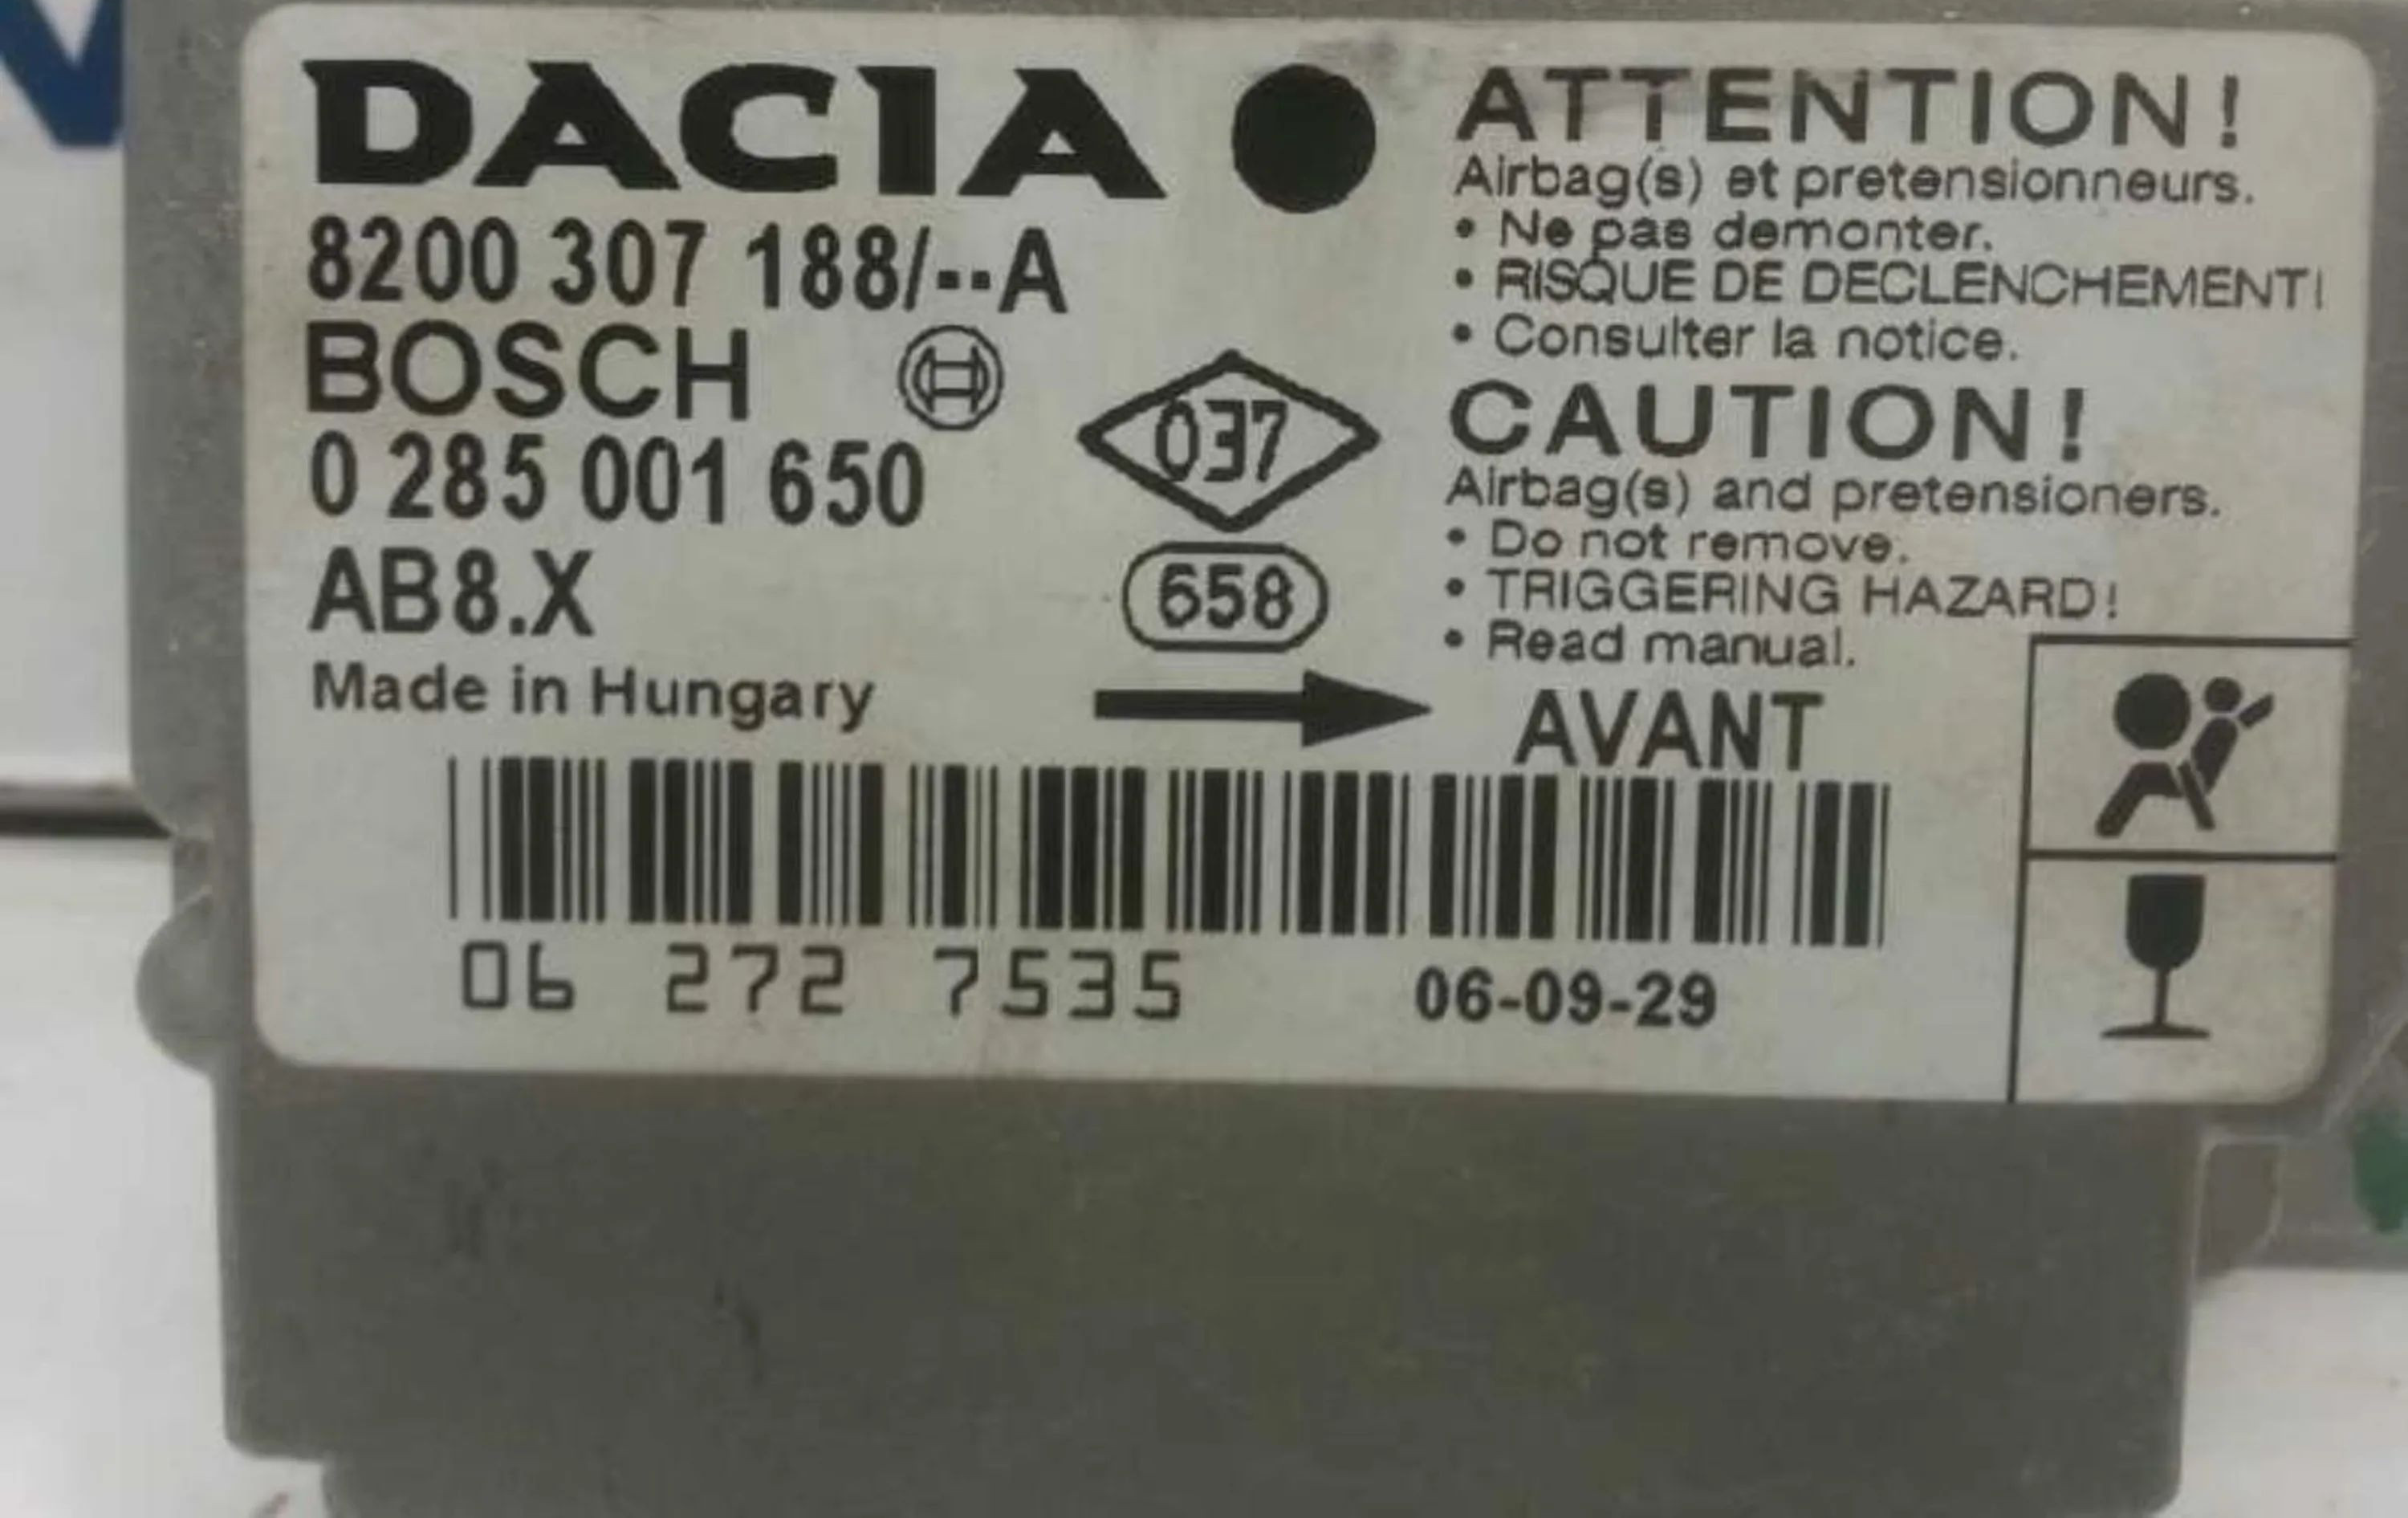 DACIA
8200 307 188/--A
BOSCH
0 285 001 650
AB8.X
Made in Hungary
037
658
ATTENTION!
Airbag(s) et pretensionneurs.
• Ne pas demonter.
• RISQUE DE DECLENCHEMENT!
• Consulter la notice.
CAUTION!
Airbag(s) and pretensioners.
• Do not remove.
• TRIGGERING HAZARD!
• Read manual.
AVANT
06 272 7535
06-09-29